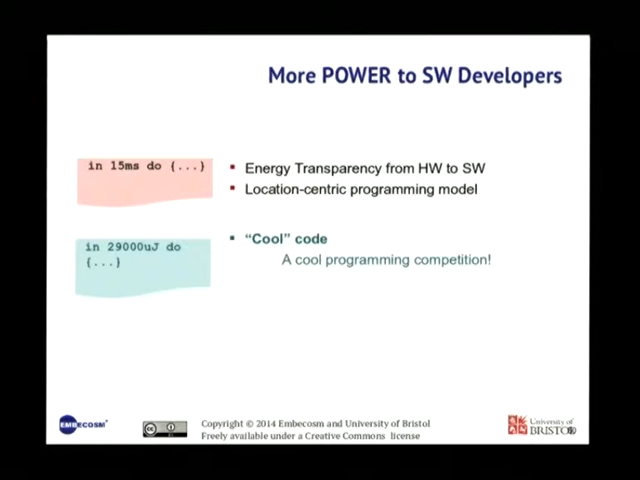 More POWER to SW Developers
in 15ms do {...}
▪ Energy Transparency from HW to SW
▪ Location-centric programming model
in 29000uJ do
{...}
▪ “Cool” code
A cool programming competition!
EMBECOSM
Copyright © 2014 Embecosm and University of Bristol
Freely available under a Creative Commons license
University of
BRISTOL